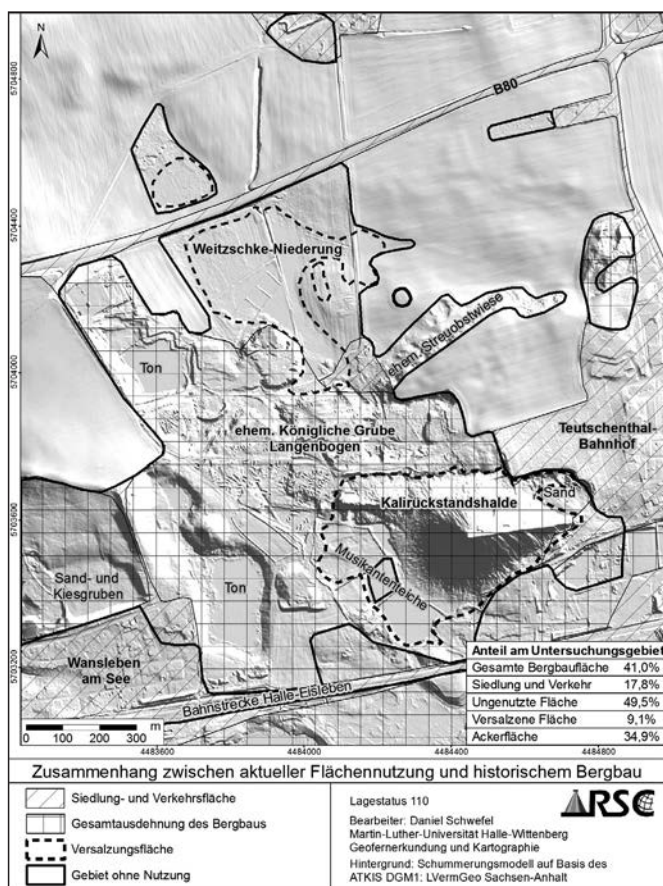 N
B80
5704800
5704400
5704000
5703600
5703200
Weitzschke-Niederung
ehem. Streuobstwiese
Ton
ehem. Königliche Grube
Langenbogen
Teutschenthal-
Bahnhof
Kalirückstandshalde
Sand
Musikantenteiche
Sand- und
Kiesgruben
Ton
Wansleben
am See
Bahnstrecke Halle-Eisleben
m
0 100 200 300
Anteil am Untersuchungsgebiet
Gesamte Bergbaufläche 41,0%
Siedlung und Verkehr 17,8%
Ungenutzte Fläche 49,5%
Versalzene Fläche 9,1%
Ackerfläche 34,9%
4483600 4484000 4484400 4484800
Zusammenhang zwischen aktueller Flächennutzung und historischem Bergbau
Siedlung- und Verkehrsfläche
Gesamtausdehnung des Bergbaus
Versalzungsfläche
Gebiet ohne Nutzung
Lagestatus 110
RSC
Bearbeiter: Daniel Schwefel
Martin-Luther-Universität Halle-Wittenberg
Geofernerkundung und Kartographie
Hintergrund: Schummerungsmodell auf Basis des
ATKIS DGM1: LVermGeo Sachsen-Anhalt